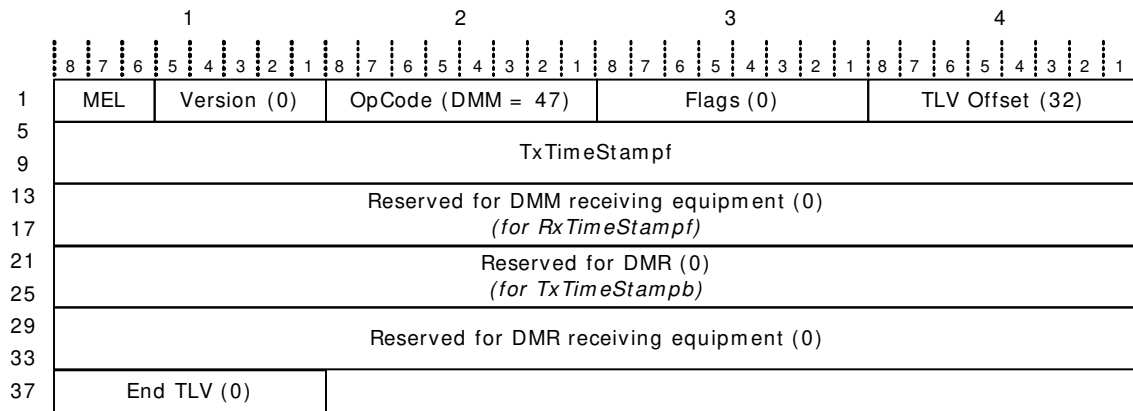 1 2 3 4
8 7 6 5 4 3 2 1 8 7 6 5 4 3 2 1 8 7 6 5 4 3 2 1 8 7 6 5 4 3 2 1
1 MEL Version (0) OpCode (DMM = 47) Flags (0) TLV Offset (32)
5
TxTimeStampf
9
13 Reserved for DMM receiving equipment (0)
17 (for RxTimeStampf)
21 Reserved for DMR (0)
25 (for TxTimeStampb)
29
Reserved for DMR receiving equipment (0)
33
37 End TLV (0)